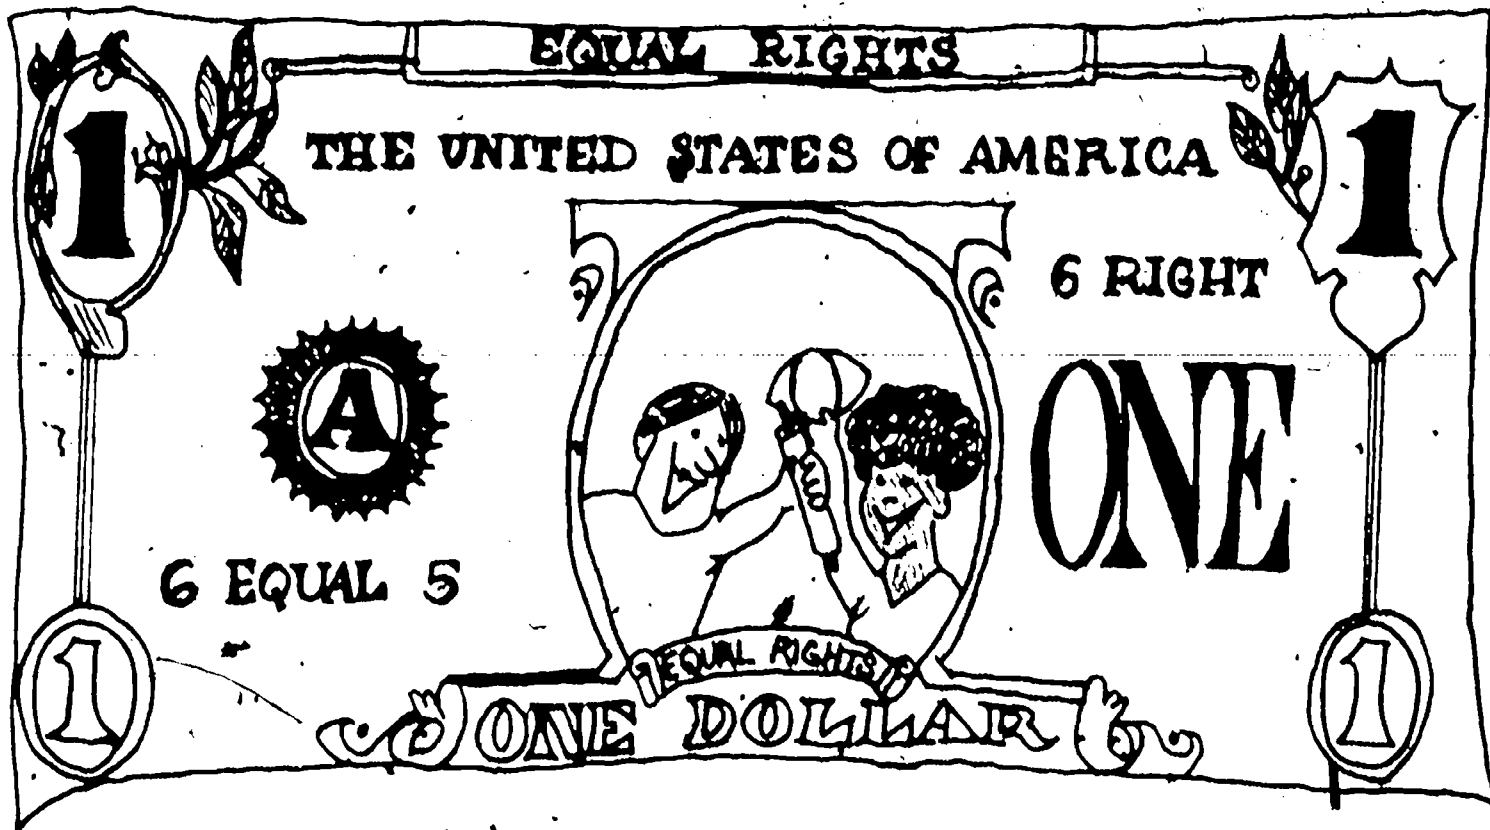 EQUAL RIGHTS
1
1
THE UNITED STATES OF AMERICA
6 RIGHT
A
ONE
6 EQUAL 5
EQUAL RIGHTS
1
ONE DOLLAR
1